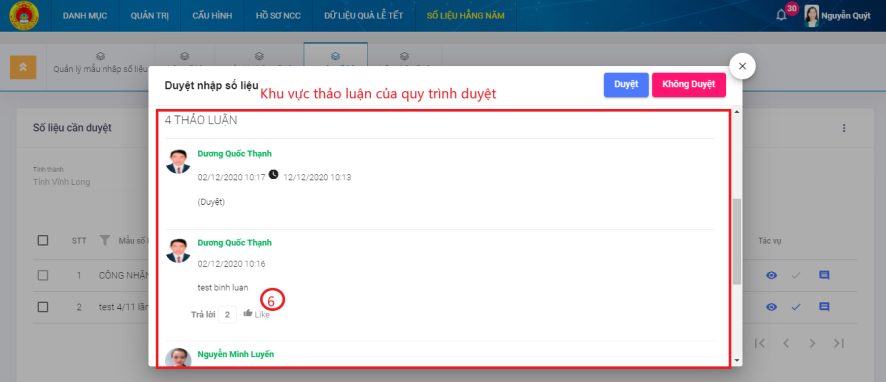 DANH MỤC QUẢN TRỊ CẤU HÌNH HỒ SƠ NCC DỮ LIỆU QUÀ LỄ TẾT SỐ LIỆU HÀNG NĂM 30 Nguyễn Quýt
Quản lý mẫu nhập số liệu
Duyệt nhập số liệu
Khu vực thảo luận của quy trình duyệt
Duyệt Không Duyệt
4 THẢO LUẬN
Số liệu cần duyệt
Dương Quốc Thạnh
02/12/2020 10:17 12/12/2020 10:13
Tỉnh thành
Tỉnh Vĩnh Long
(Duyệt)
STT Mẫu số
Dương Quốc Thạnh
Tác vụ
02/12/2020 10:16
1 CÔNG NHÂN
test binh luan
6
2 test 4/11 lần
Trả lời 2 Like
Nguyễn Minh Luyến